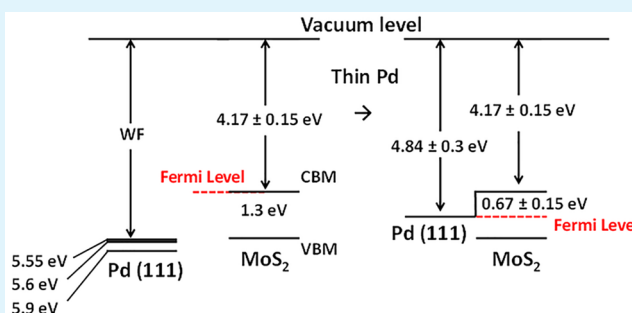 Vacuum level
Thin Pd
→
WF
4.17 ± 0.15 eV
4.17 ± 0.15 eV
4.84 ± 0.3 eV
Fermi Level
CBM
1.3 eV
0.67 ± 0.15 eV
Pd (111)
Fermi Leve
VBM
5.55 eV
5.6 eV
5.9 eV
Pd (111)
MoS₂
MoS₂